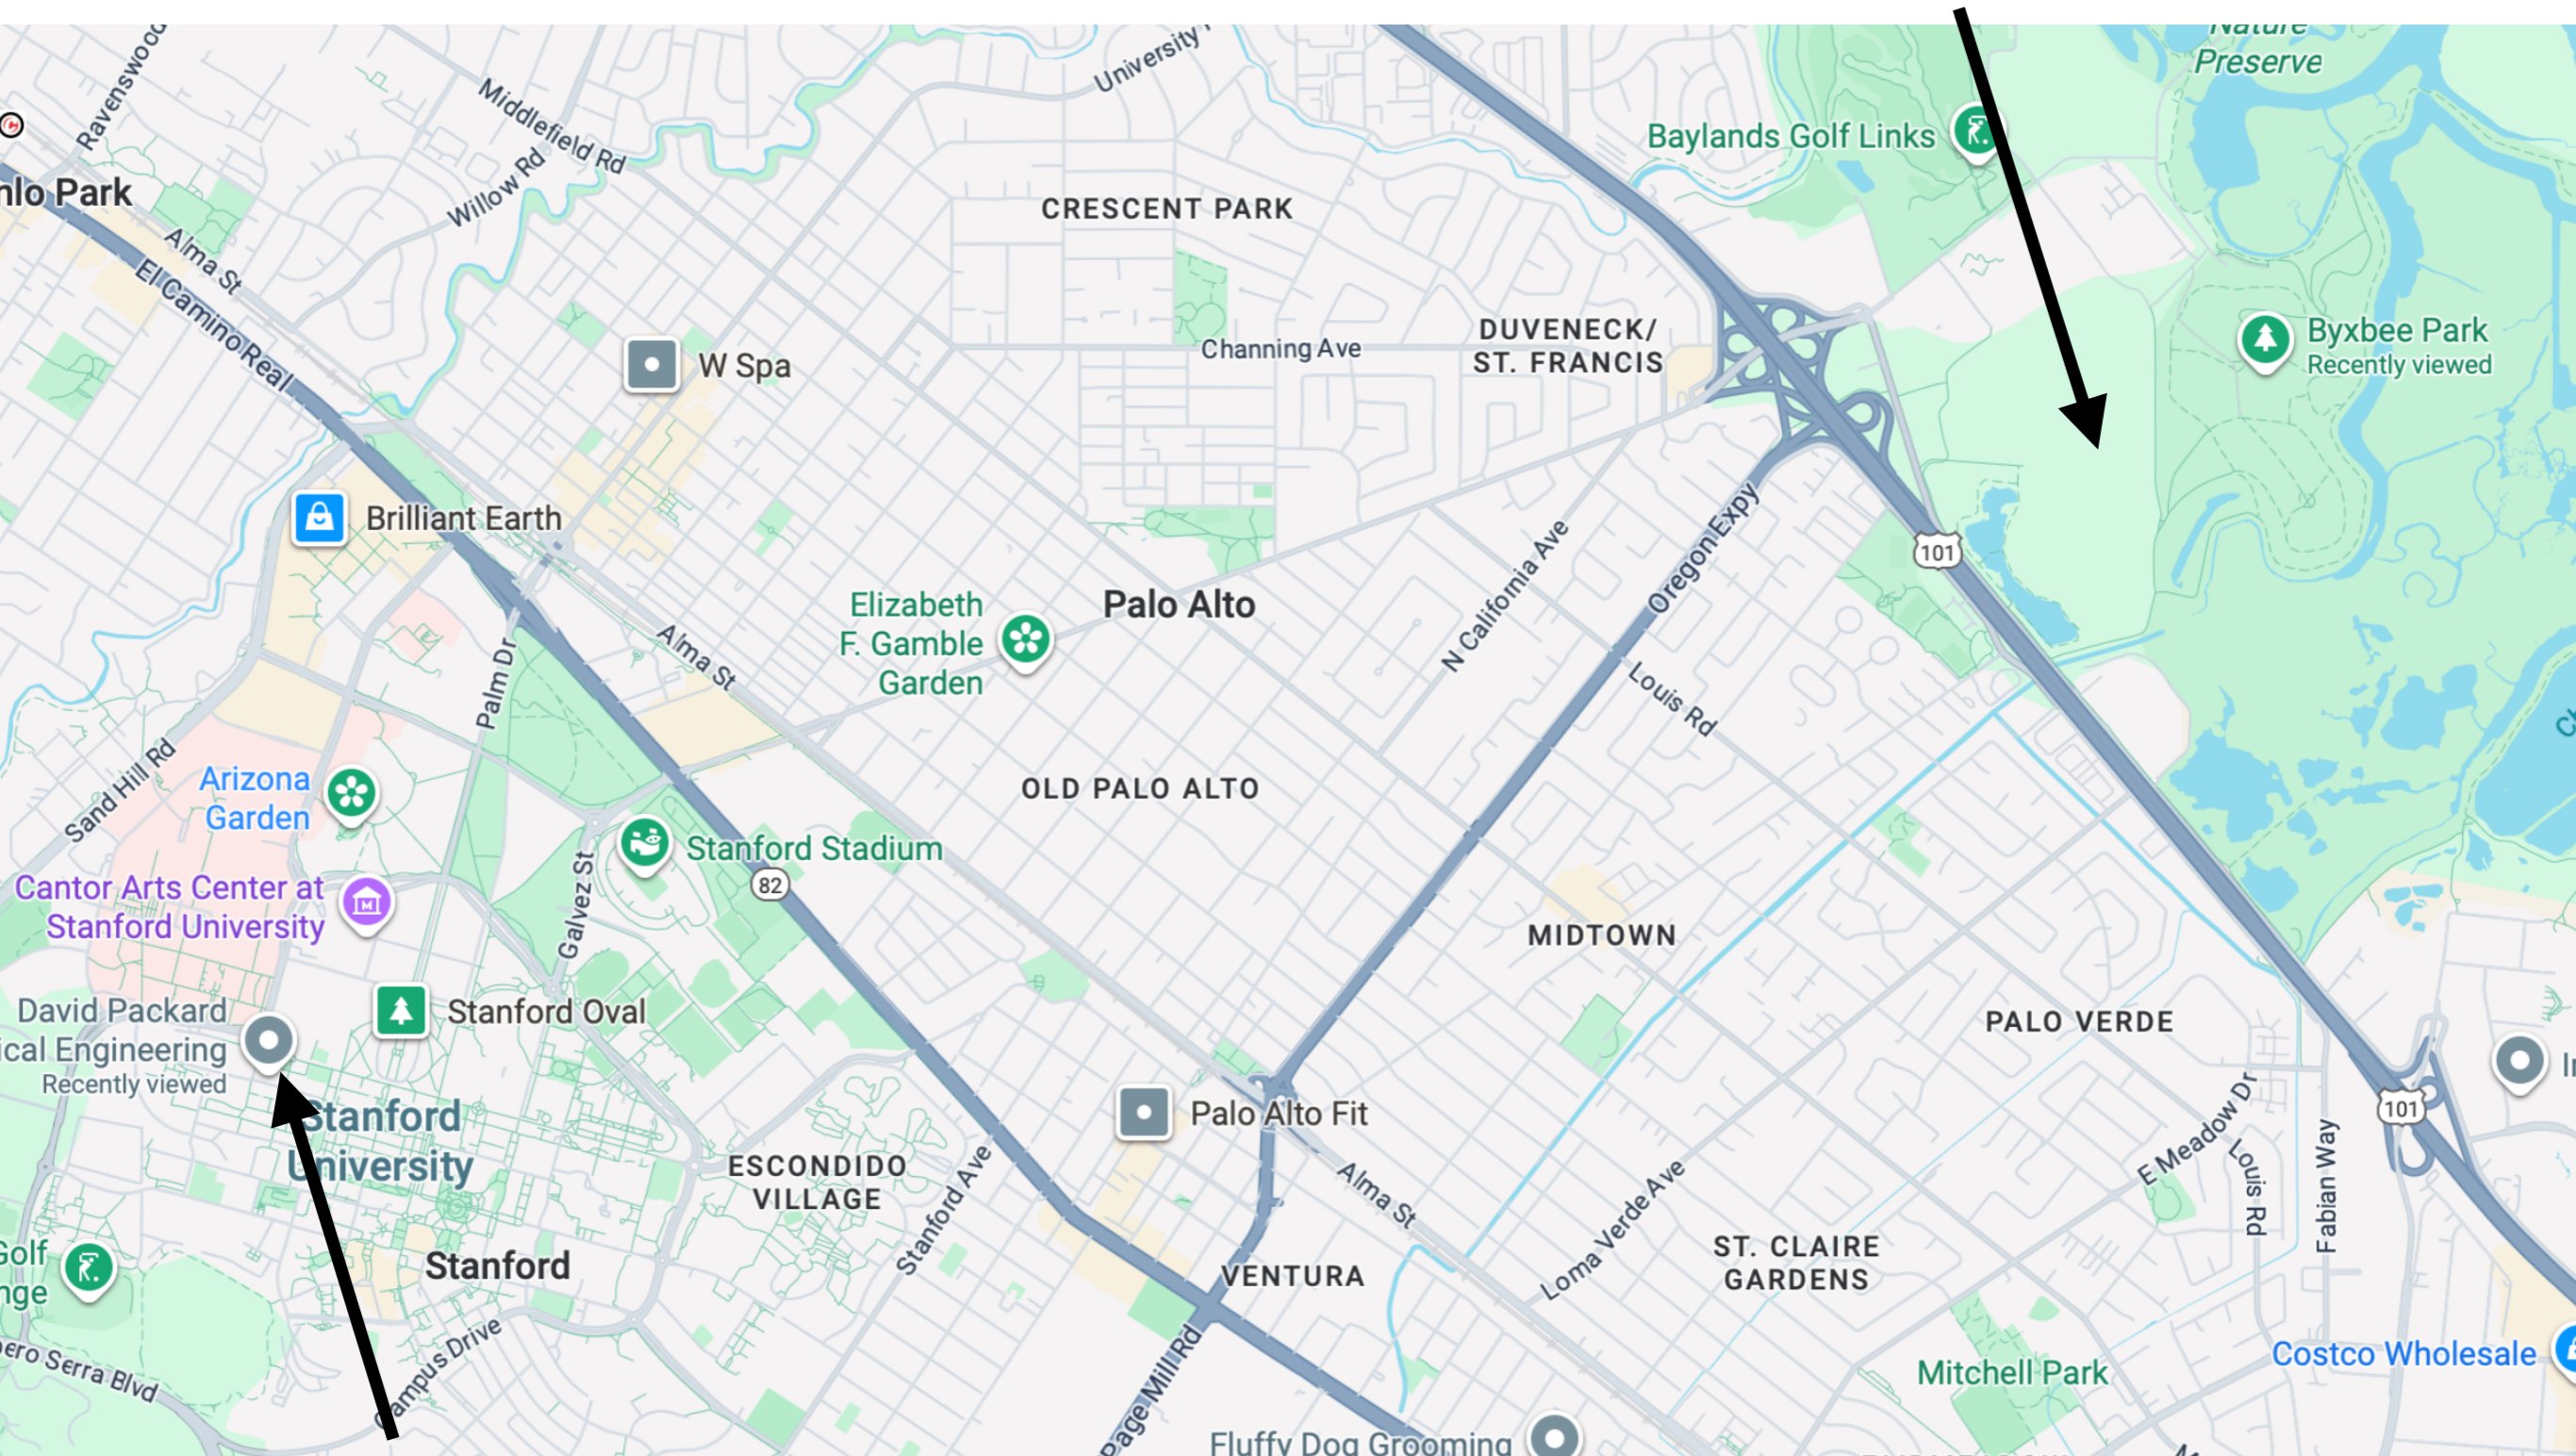 Nature
Preserve
Ravenswood
University
Middlefield Rd
Baylands Golf Links
Willow Rd
nlo Park
CRESCENT PARK
Alma St
El Camino Real
DUVENECK/
ST. FRANCIS
Channing Ave
Byxbee Park
Recently viewed
W Spa
Brilliant Earth
N California Ave
Oregon Expy
101
Elizabeth
F. Gamble
Garden
Palo Alto
Palm Dr
Alma St
Louis Rd
Sand Hill Rd
Arizona
Garden
OLD PALO ALTO
Stanford Stadium
82
Cantor Arts Center at
Stanford University
Galvez St
MIDTOWN
David Packard
ical Engineering
Recently viewed
Stanford Oval
PALO VERDE
101
Stanford
University
Palo Alto Fit
ESCONDIDO
VILLAGE
Stanford Ave
Alma St
Loma Verde Ave
E Meadow Dr
Louis Rd
Fabian Way
Golf
nge
Stanford
VENTURA
ST. CLAIRE
GARDENS
pero Serra Blvd
Campus Drive
Page Mill Rd
Mitchell Park
Costco Wholesale
Fluffy Dog Grooming